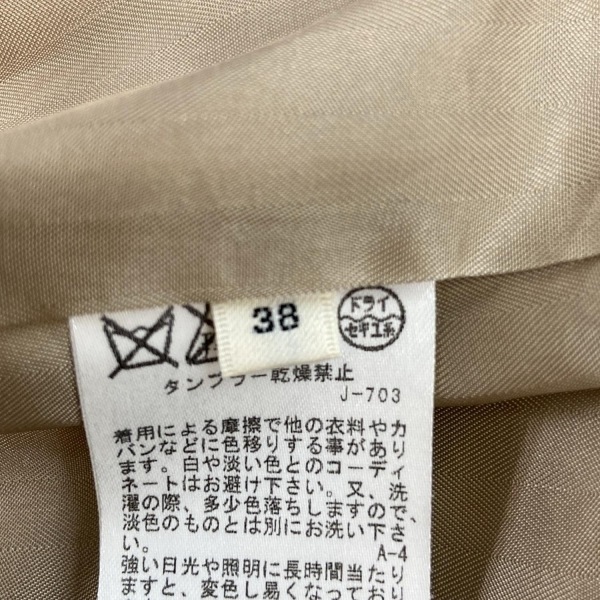 38
ドライ
セキユ系
タンブラー乾燥禁止
J-703
着用による摩擦で他の衣料やカ
バンなどに色移りする事があり
ます。白や淡い色とのコーディ
ネートはお避け下さい。又、洗
濯の際、多少色落ちしますので、
淡色のものとは別にお洗い下さ
い。
A-4
強い日光や照明に長時間当たり
ますと、変色し易くなっており